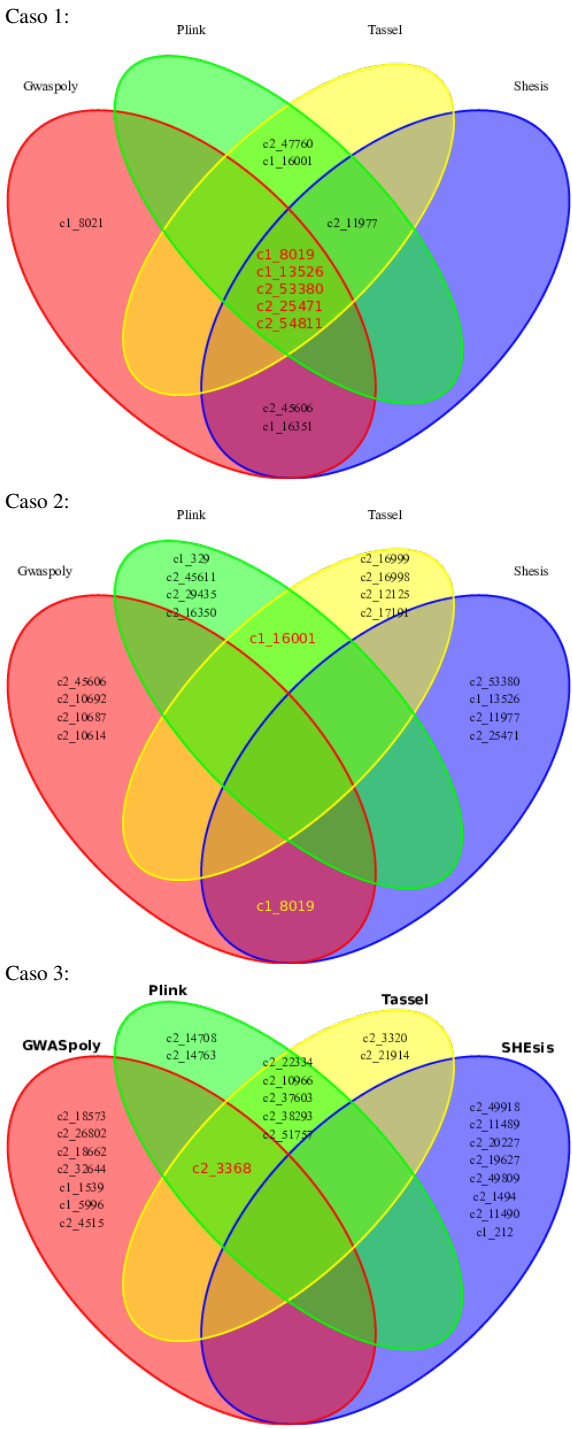 Caso 1:
Plink
Tassel
Gwaspoly
Shesis
c2_47760
c1_16001
c1_8021
c2_11977
c1_8019
c1_13526
c2_53380
c2_25471
c2_54811
c2_45606
c1_16351
Caso 2:
Plink
Tassel
Gwaspoly
Shesis
c1_329
c2_45611
c2_29435
c2_16350
c2_16999
c2_16998
c2_12125
c2_17191
c1_16001
c2_45606
c2_10692
c2_10687
c2_10614
c2_53380
c1_13526
c2_11977
c2_25471
c1_8019
Caso 3:
Plink
Tassel
GWASpoly
SHEsis
c2_14708
c2_14763
c2_3320
c2_21914
c2_22334
c2_10966
c2_37603
c2_38293
c2_51757
c2_18573
c2_26802
c2_18662
c2_32644
c1_1539
c1_5996
c2_4515
c2_3368
c2_49918
c2_11489
c2_20227
c2_19627
c2_49809
c2_1494
c2_11490
c1_212